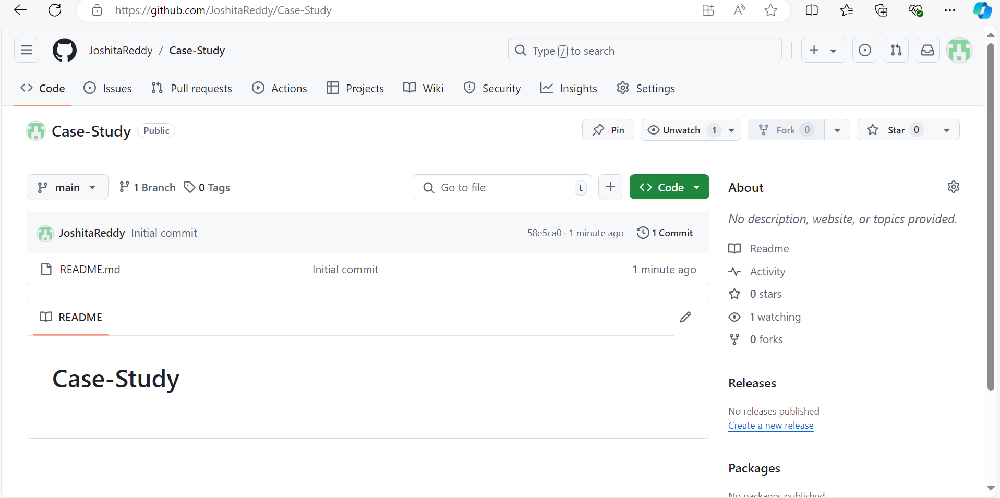 https://github.com/JoshitaReddy/Case-Study
JoshitaReddy / Case-Study
Type / to search
Code Issues Pull requests Actions Projects Wiki Security Insights Settings
Case-Study Public
Pin Unwatch 1 Fork 0 Star 0
main 1 Branch 0 Tags Go to file t + Code
JoshitaReddy Initial commit 58e5ca0 · 1 minute ago 1 Commit
README.md Initial commit 1 minute ago
README
Case-Study
About
No description, website, or topics provided.
Readme
Activity
0 stars
1 watching
0 forks
Releases
No releases published
Create a new release
Packages
No packages published